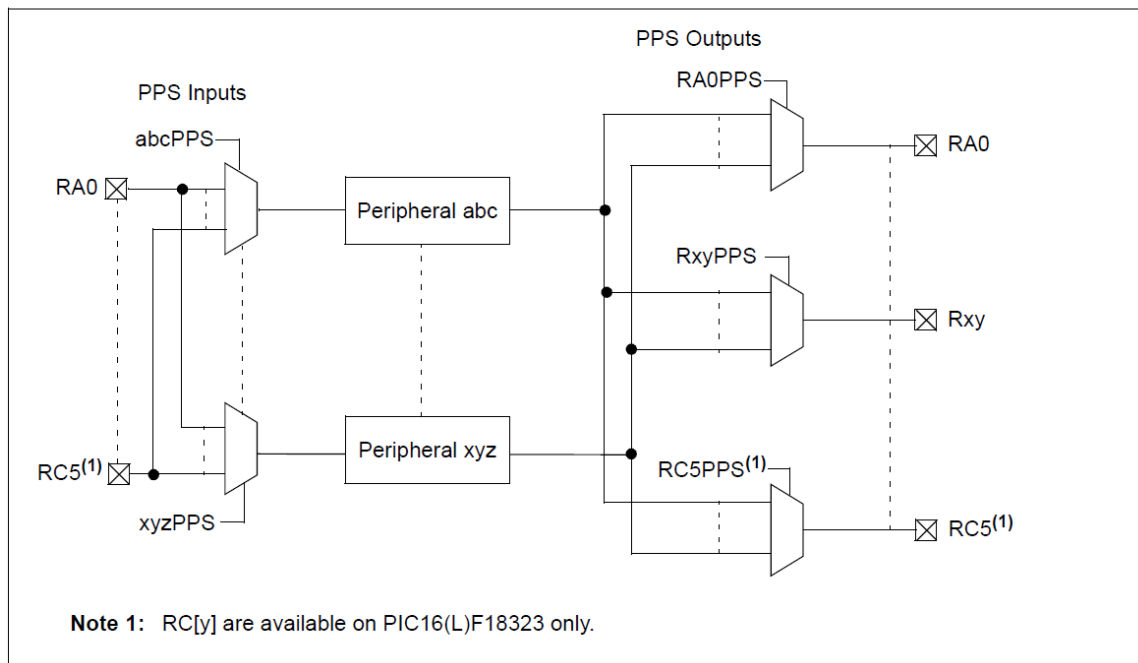 PPS Outputs
RA0PPS
PPS Inputs
abcPPS
RA0
RA0
Peripheral abc
RxyPPS
Rxy
Peripheral xyz
RC5(1)
RC5PPS(1)
xyzPPS
RC5(1)
Note 1: RC[y] are available on PIC16(L)F18323 only.